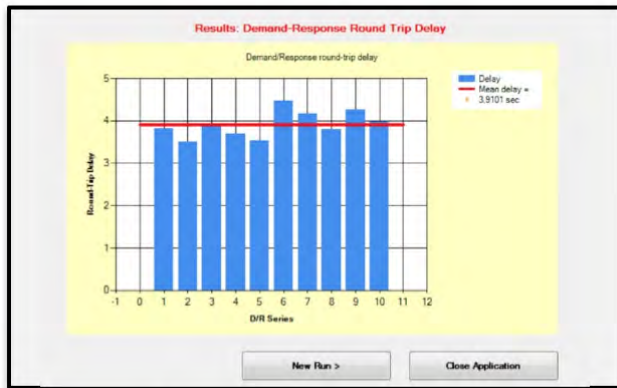 Results: Demand-Response Round Trip Delay
Demand/Response round-trip delay
5
4
3
2
1
0
Round-Trip Delay
-1 0 1 2 3 4 5 6 7 8 9 10 11 12
D/R Series
Delay
Mean delay =
3.9101 sec
New Run >
Close Application